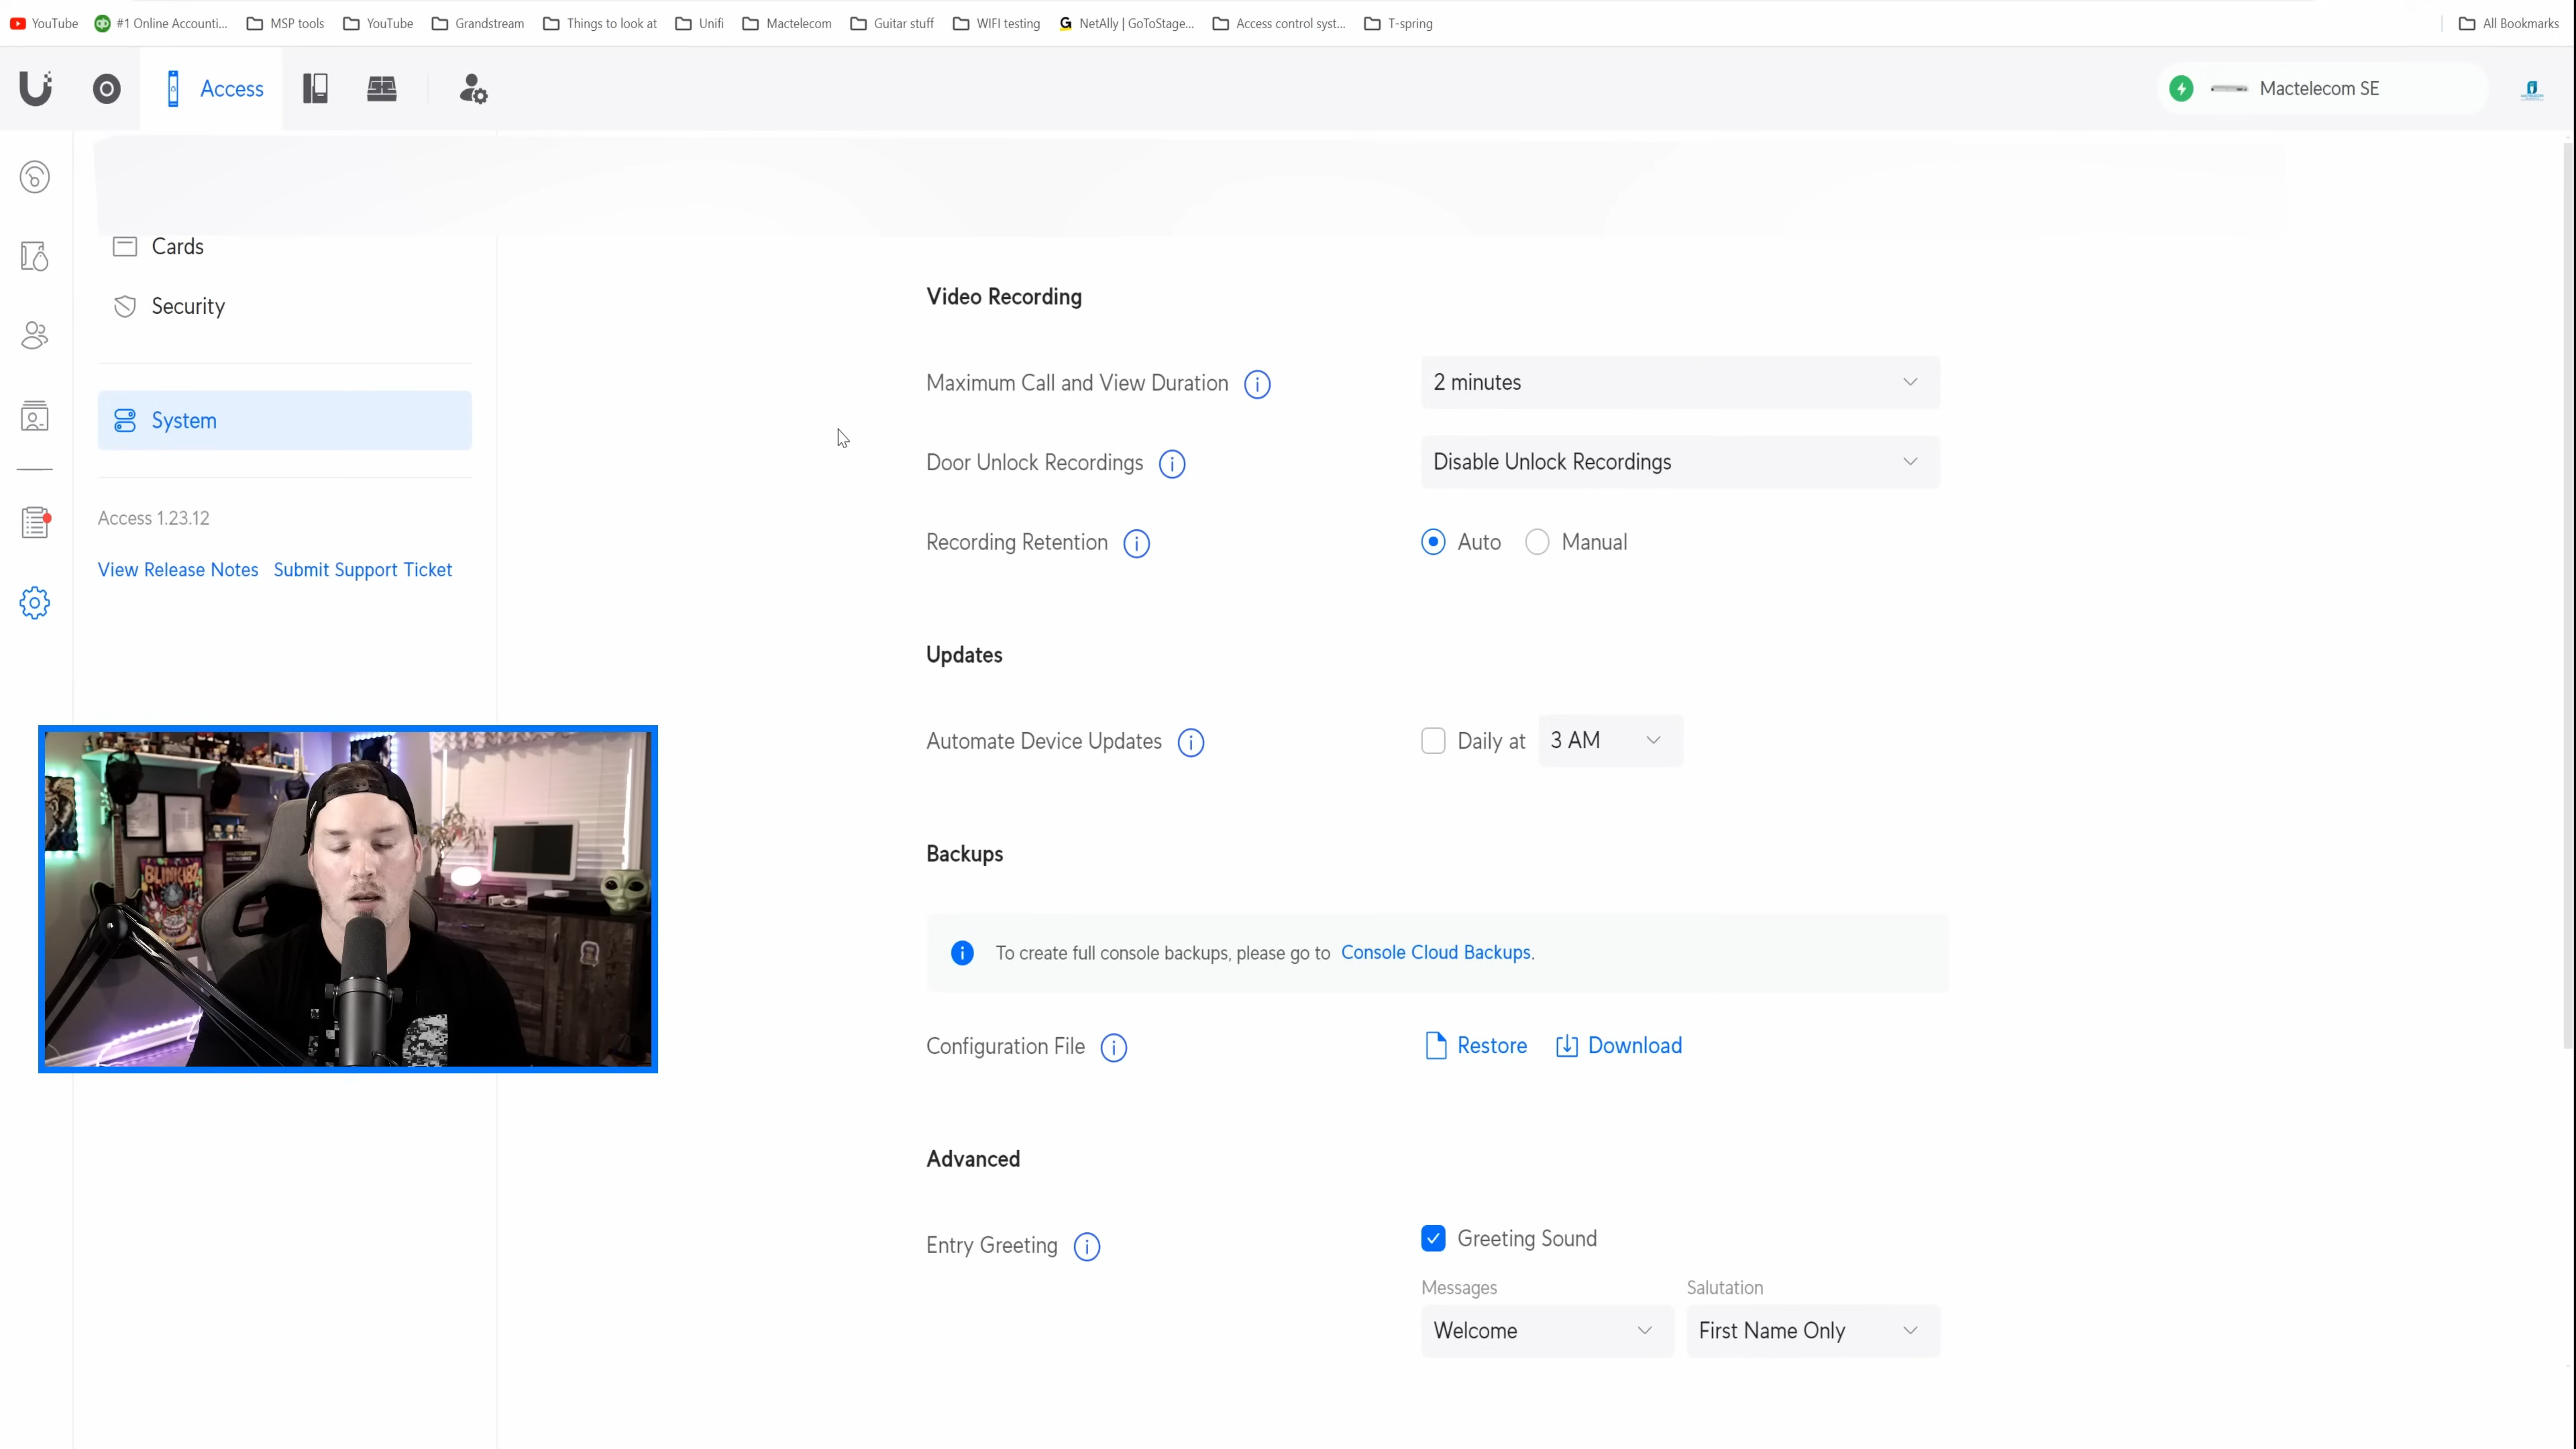 YouTube #1 Online Accounti... MSP tools YouTube Grandstream Things to look at Unifi Mactelecom Guitar stuff WIFI testing NetAlly | GoToStage... Access control syst... T-spring All Bookmarks
Access Mactelecom SE
Cards
Security
System
Access 1.23.12
View Release Notes Submit Support Ticket
Video Recording
Maximum Call and View Duration 2 minutes
Door Unlock Recordings Disable Unlock Recordings
Recording Retention Auto Manual
Updates
Automate Device Updates Daily at 3 AM
BLINK182
Backups
To create full console backups, please go to Console Cloud Backups.
Configuration File Restore Download
Advanced
Entry Greeting Greeting Sound
Messages Salutation
Welcome First Name Only